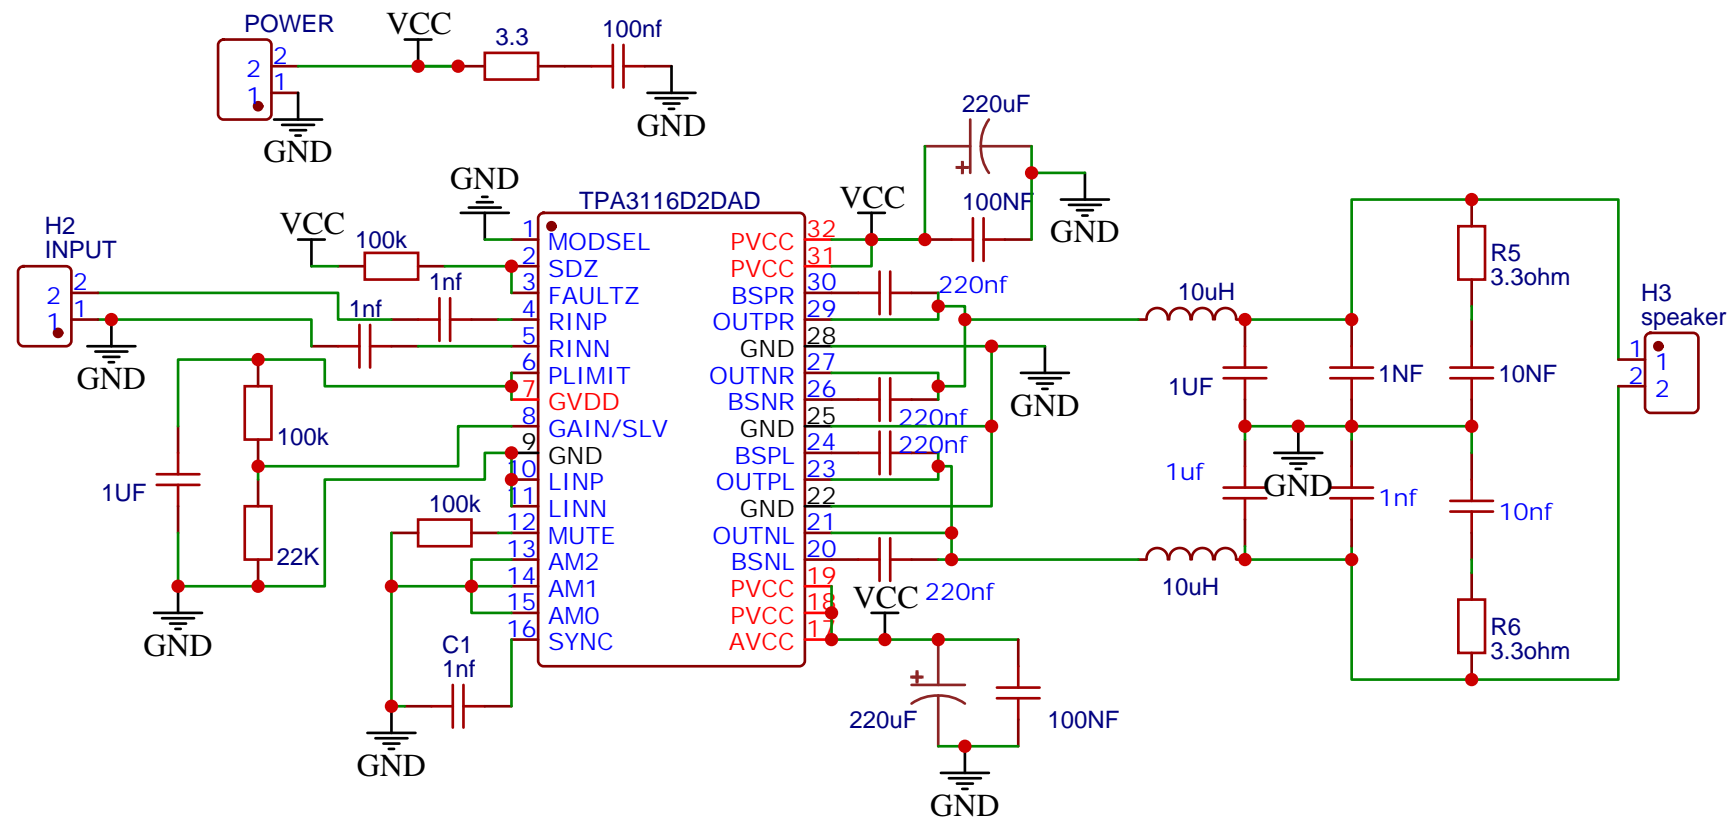 POWER
2
1
2
1
GND
VCC
3.3
100nf
GND
H2
INPUT
2
1
2
1
GND
VCC
100k
1nf
1nf
GND
1UF
100k
22K
GND
100k
C1
1nf
GND
TPA3116D2DAD
1 MODSEL
2 SDZ
3 FAULTZ
4 RINP
5 RINN
6 PLIMIT
7 GVDD
8 GAIN/SLV
9 GND
10 LINP
11 LINN
12 MUTE
13 AM2
14 AM1
15 AM0
16 SYNC
PVCC 32
PVCC 31
BSPR 30
OUTPR 29
GND 28
OUTNR 27
BSNR 26
GND 25
BSPL 24
OUTPL 23
GND 22
OUTNL 21
BSNL 20
PVCC 19
PVCC 18
AVCC
VCC
220uF
100NF
GND
220nf
GND
220nf
220nf
220nf
VCC
220uF
100NF
GND
10uH
10uH
1UF
1NF
10NF
1uf
GND
1nf
10nf
R5
3.3ohm
R6
3.3ohm
H3
speaker
1
2
1
2